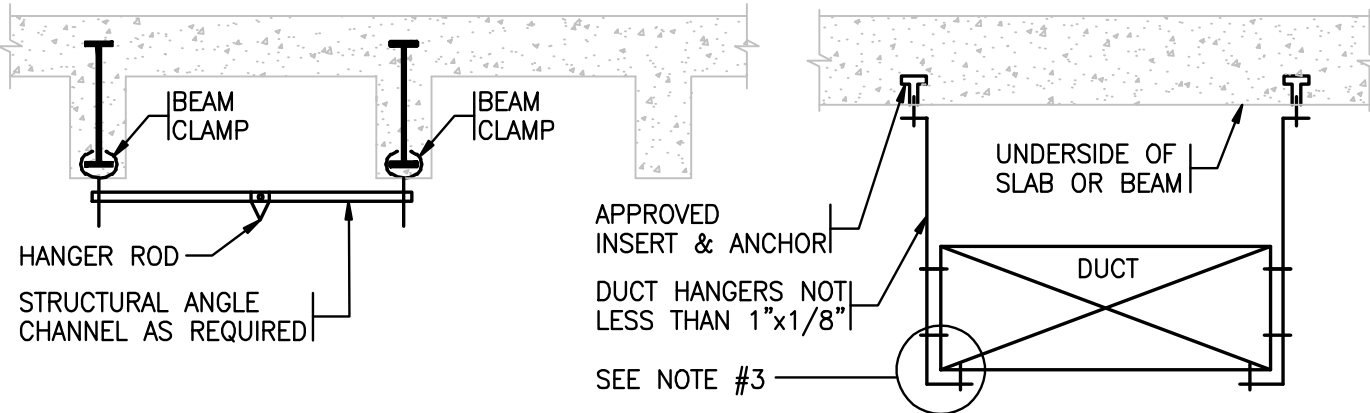 BEAM
CLAMP
BEAM
CLAMP
HANGER ROD
STRUCTURAL ANGLE
CHANNEL AS REQUIRED
UNDERSIDE OF
SLAB OR BEAM
APPROVED
INSERT & ANCHOR
DUCT HANGERS NOT
LESS THAN 1"x1/8"
SEE NOTE #3
DUCT